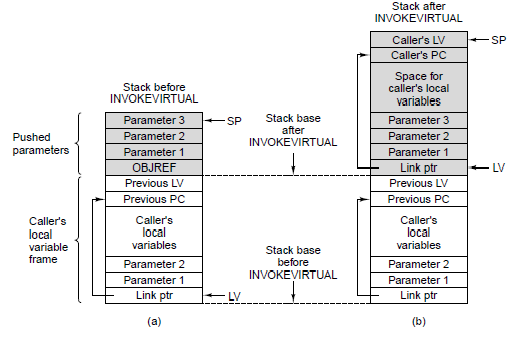 Stack after
INVOKEVIRTUAL
Caller's LV
SP
Caller's PC
Space for
caller's local
variables
Parameter 3
Parameter 2
Parameter 1
Link ptr
LV
Previous LV
Previous PC
Caller's
local
variables
Parameter 2
Parameter 1
Link ptr
(b)
Stack before
INVOKEVIRTUAL
Parameter 3
SP
Parameter 2
Parameter 1
OBJREF
Previous LV
Previous PC
Caller's
local
variables
Parameter 2
Parameter 1
Link ptr
LV
(a)
Pushed
parameters
Caller's
local
variable
frame
Stack base
after
INVOKEVIRTUAL
Stack base
before
INVOKEVIRTUAL